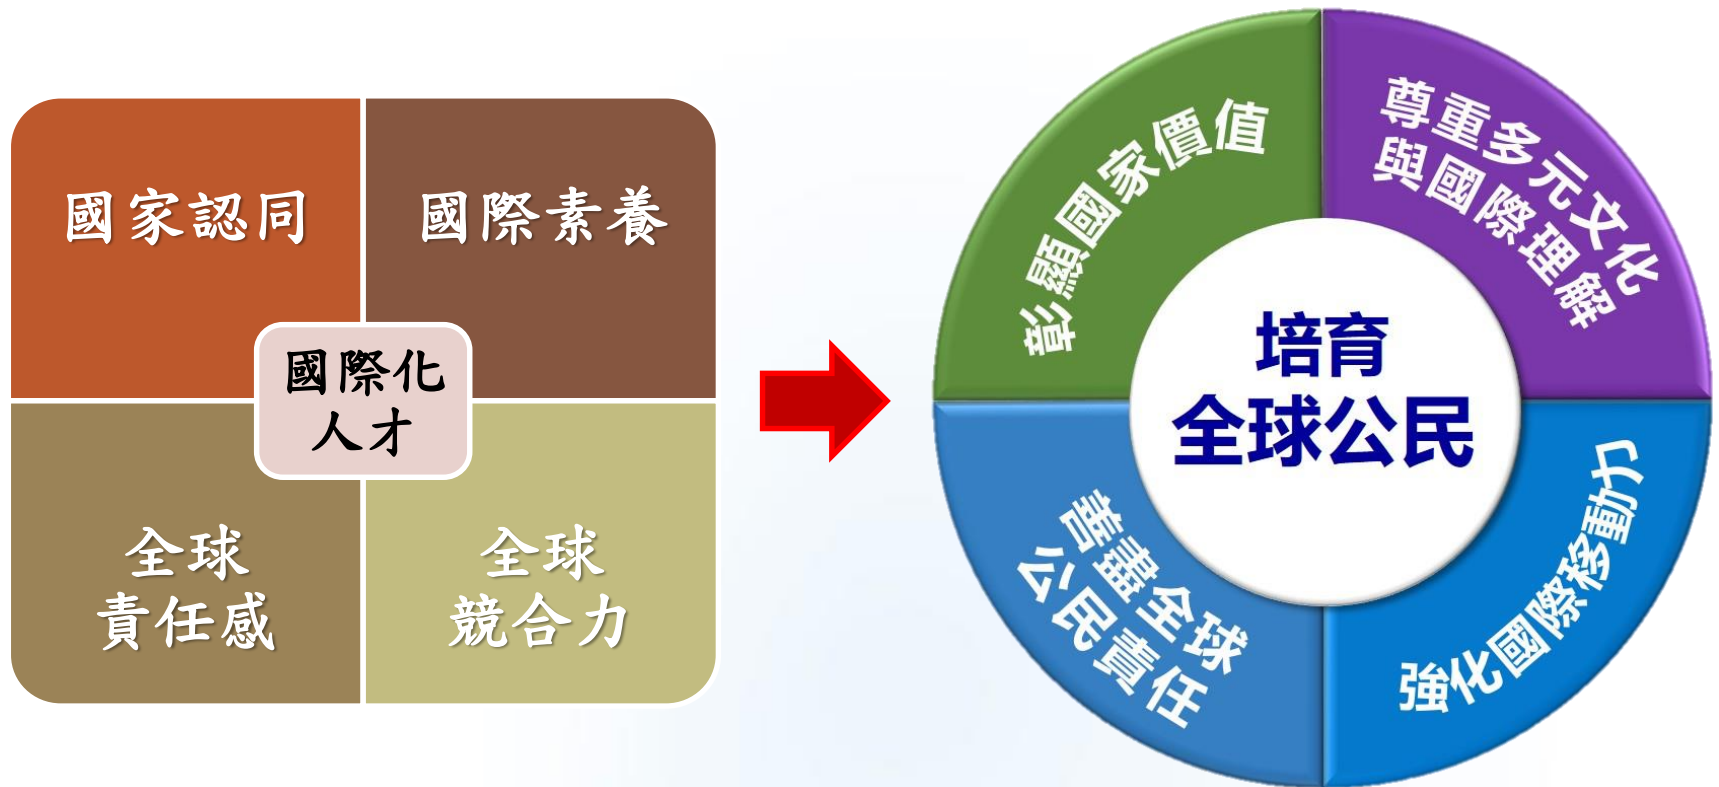 國家認同
國際素養
國際化
人才
全球
責任感
全球
競合力
彰顯國家價值
尊重多元文化
與國際理解
培育
全球公民
善盡全球
公民責任
強化國際移動力